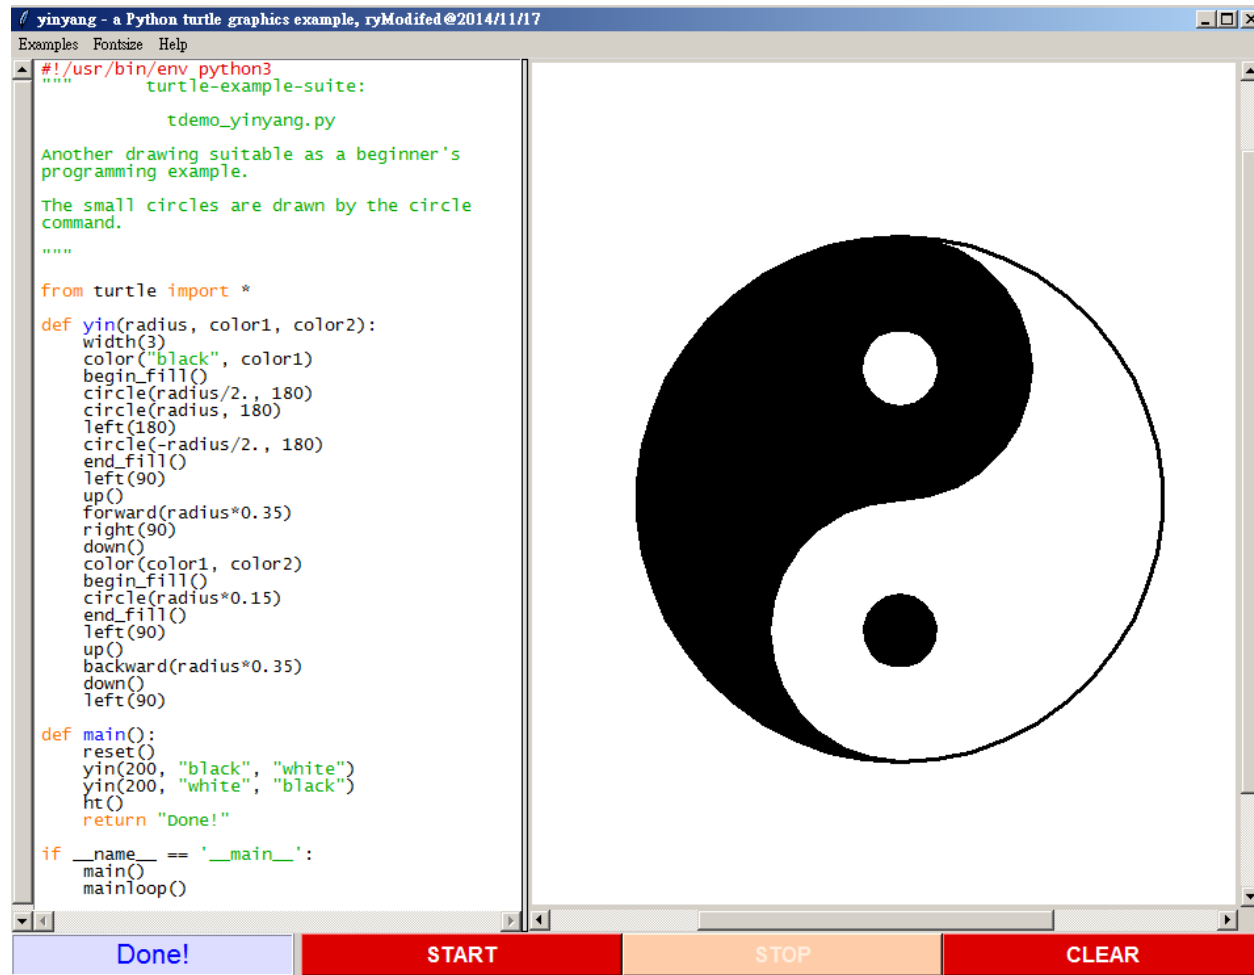 yinyang - a Python turtle graphics example, ryModifed@2014/11/17
Examples Fontsize Help
#!/usr/bin/env python3
"""       turtle-example-suite:

            tdemo_yinyang.py

Another drawing suitable as a beginner's
programming example.

The small circles are drawn by the circle
command.

"""

from turtle import *

def yin(radius, color1, color2):
    width(3)
    color("black", color1)
    begin_fill()
    circle(radius/2., 180)
    circle(radius, 180)
    left(180)
    circle(-radius/2., 180)
    end_fill()
    left(90)
    up()
    forward(radius*0.35)
    right(90)
    down()
    color(color1, color2)
    begin_fill()
    circle(radius*0.15)
    end_fill()
    left(90)
    up()
    backward(radius*0.35)
    down()
    left(90)

def main():
    reset()
    yin(200, "black", "white")
    yin(200, "white", "black")
    ht()
    return "Done!"

if __name__ == '__main__':
    main()
    mainloop()
Done! START STOP CLEAR